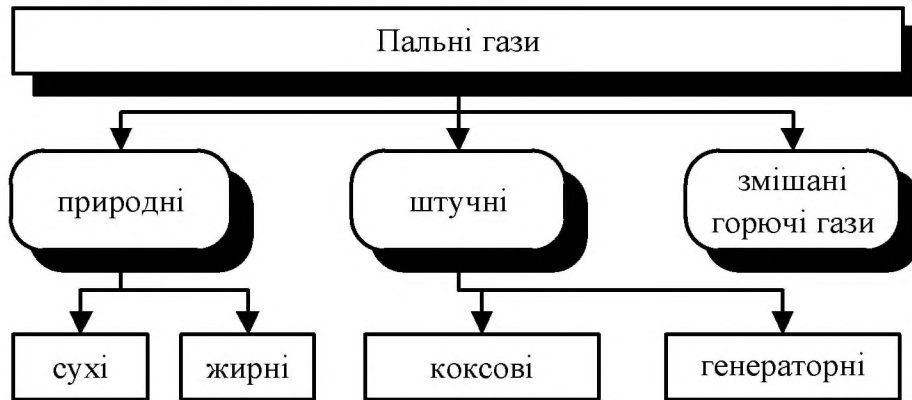 Пальні гази
природні
штучні
змішані
горючі гази
сухі
жирні
коксові
генераторні